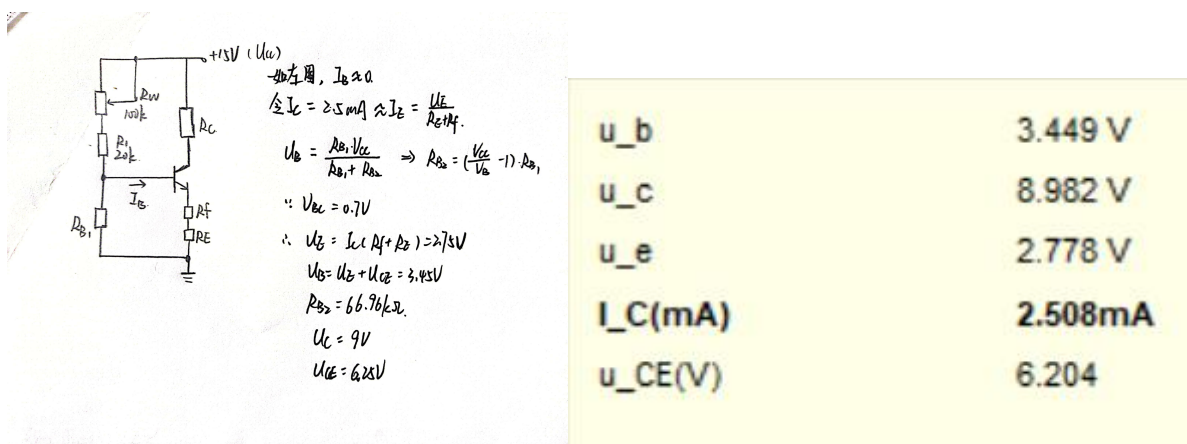 +15V (Ucc)
Rw
100k
R1
20k
RC
IB
RB1
Rf
RE
如左图, IB≈0.
令 IC = 2.5mA ≈ IE = UE/(RE+Rf).
UB = RB1·VCC/(RB1+RB2) ⇒ RB2 = (VCC/VB -1)·RB1
∵ VBE = 0.7V
∴ UE = IC(Rf+RE)=2.75V
UB = UE + UCE = 3.45V
RB2 = 66.96kΩ.
UC = 9V
UCE = 6.25V
u_b 3.449 V
u_c 8.982 V
u_e 2.778 V
I_C(mA) 2.508mA
u_CE(V) 6.204